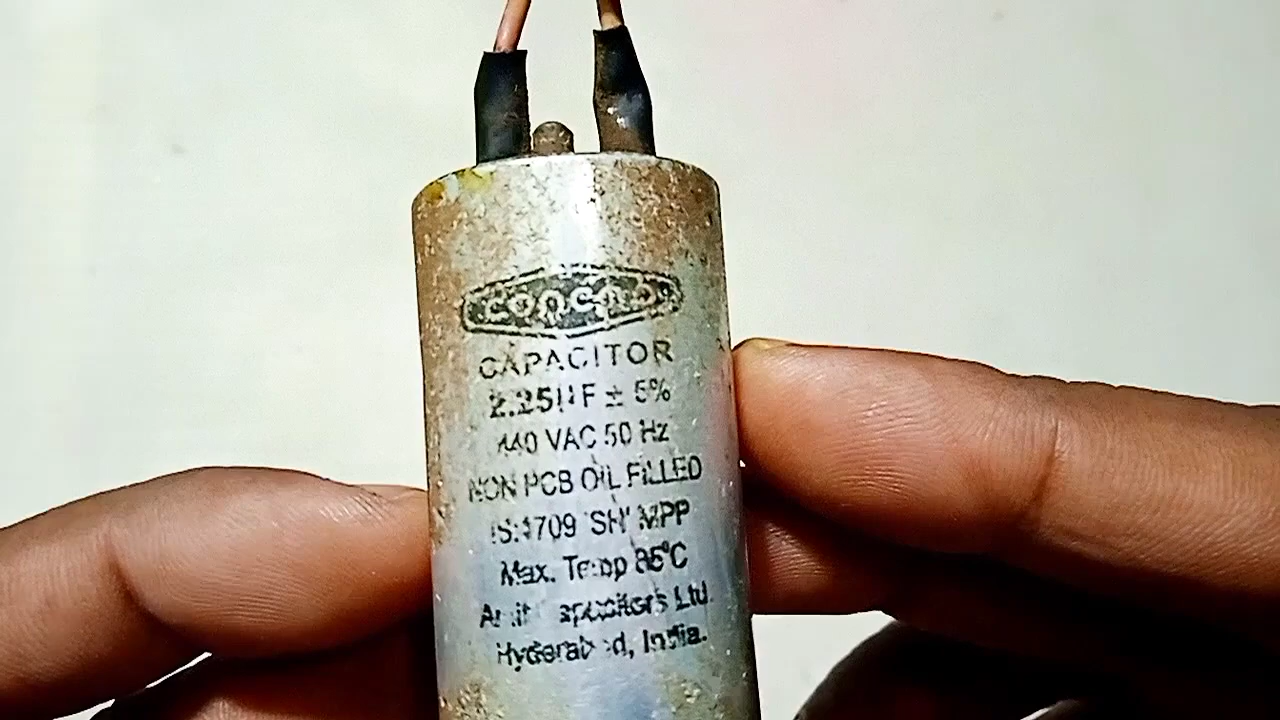 CAPACITOR
2.25µF ± 5%
440 VAC 50 Hz
NON PCB OIL FILLED
IS:1709 'SH' MPP
Max. Temp 85°C
Capacitors Ltd.
Hyderabad, India.